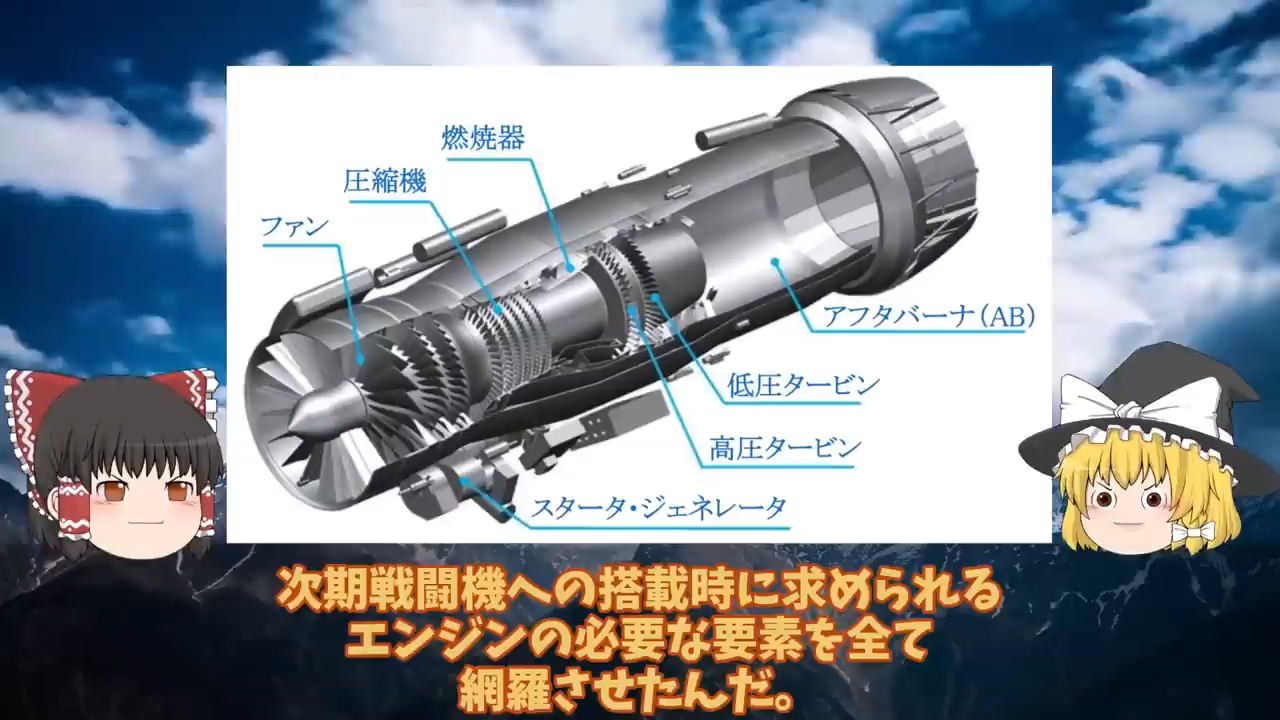 燃焼器
圧縮機
ファン
アフタバーナ(AB)
低圧タービン
高圧タービン
スタータ・ジェネレータ
次期戦闘機への搭載時に求められる
エンジンの必要な要素を全て
網羅させたんだ。